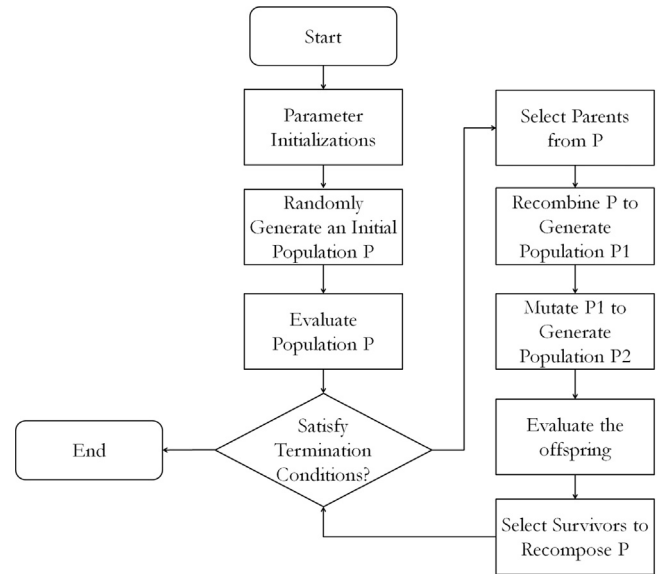 Start
Parameter
Initializations
Randomly
Generate an Initial
Population P
Evaluate
Population P
Satisfy
Termination
Conditions?
End
Select Parents
from P
Recombine P to
Generate
Population P1
Mutate P1 to
Generate
Population P2
Evaluate the
offspring
Select Survivors to
Recompose P